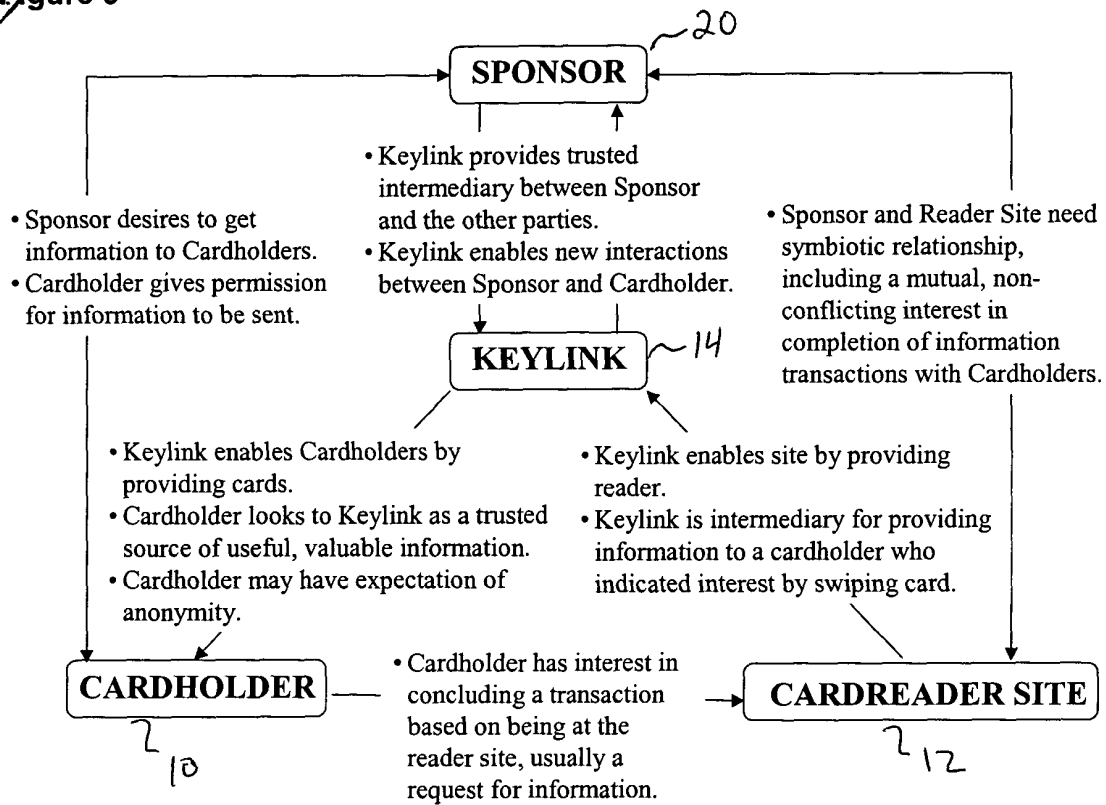 20
SPONSOR
• Keylink provides trusted
intermediary between Sponsor
and the other parties.
• Keylink enables new interactions
between Sponsor and Cardholder.
• Sponsor desires to get
information to Cardholders.
• Cardholder gives permission
for information to be sent.
• Sponsor and Reader Site need
symbiotic relationship,
including a mutual, non-
conflicting interest in
completion of information
transactions with Cardholders.
KEYLINK
14
• Keylink enables Cardholders by
providing cards.
• Cardholder looks to Keylink as a trusted
source of useful, valuable information.
• Cardholder may have expectation of
anonymity.
• Keylink enables site by providing
reader.
• Keylink is intermediary for providing
information to a cardholder who
indicated interest by swiping card.
CARDHOLDER
10
• Cardholder has interest in
concluding a transaction
based on being at the
reader site, usually a
request for information.
CARDREADER SITE
12